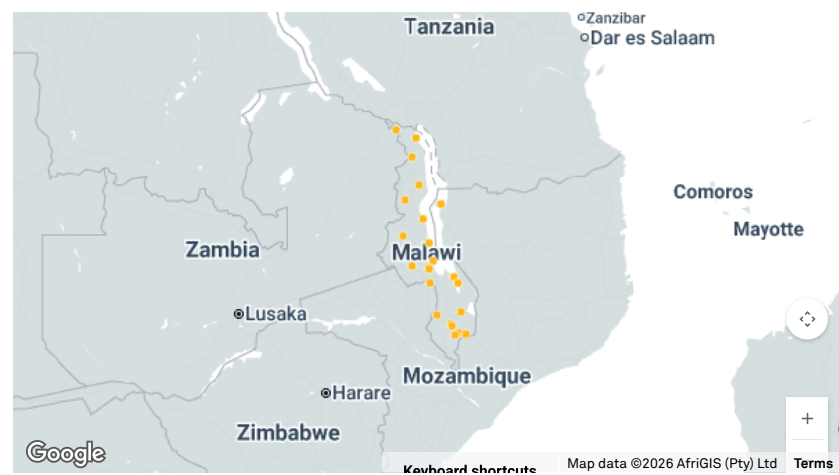 Zanzibar
Tanzania
Dar es Salaam
Comoros
Mayotte
Zambia
Malawi
Lusaka
Mozambique
Harare
Zimbabwe
Google
Keyboard shortcuts
Map data ©2026 AfriGIS (Pty) Ltd
Terms